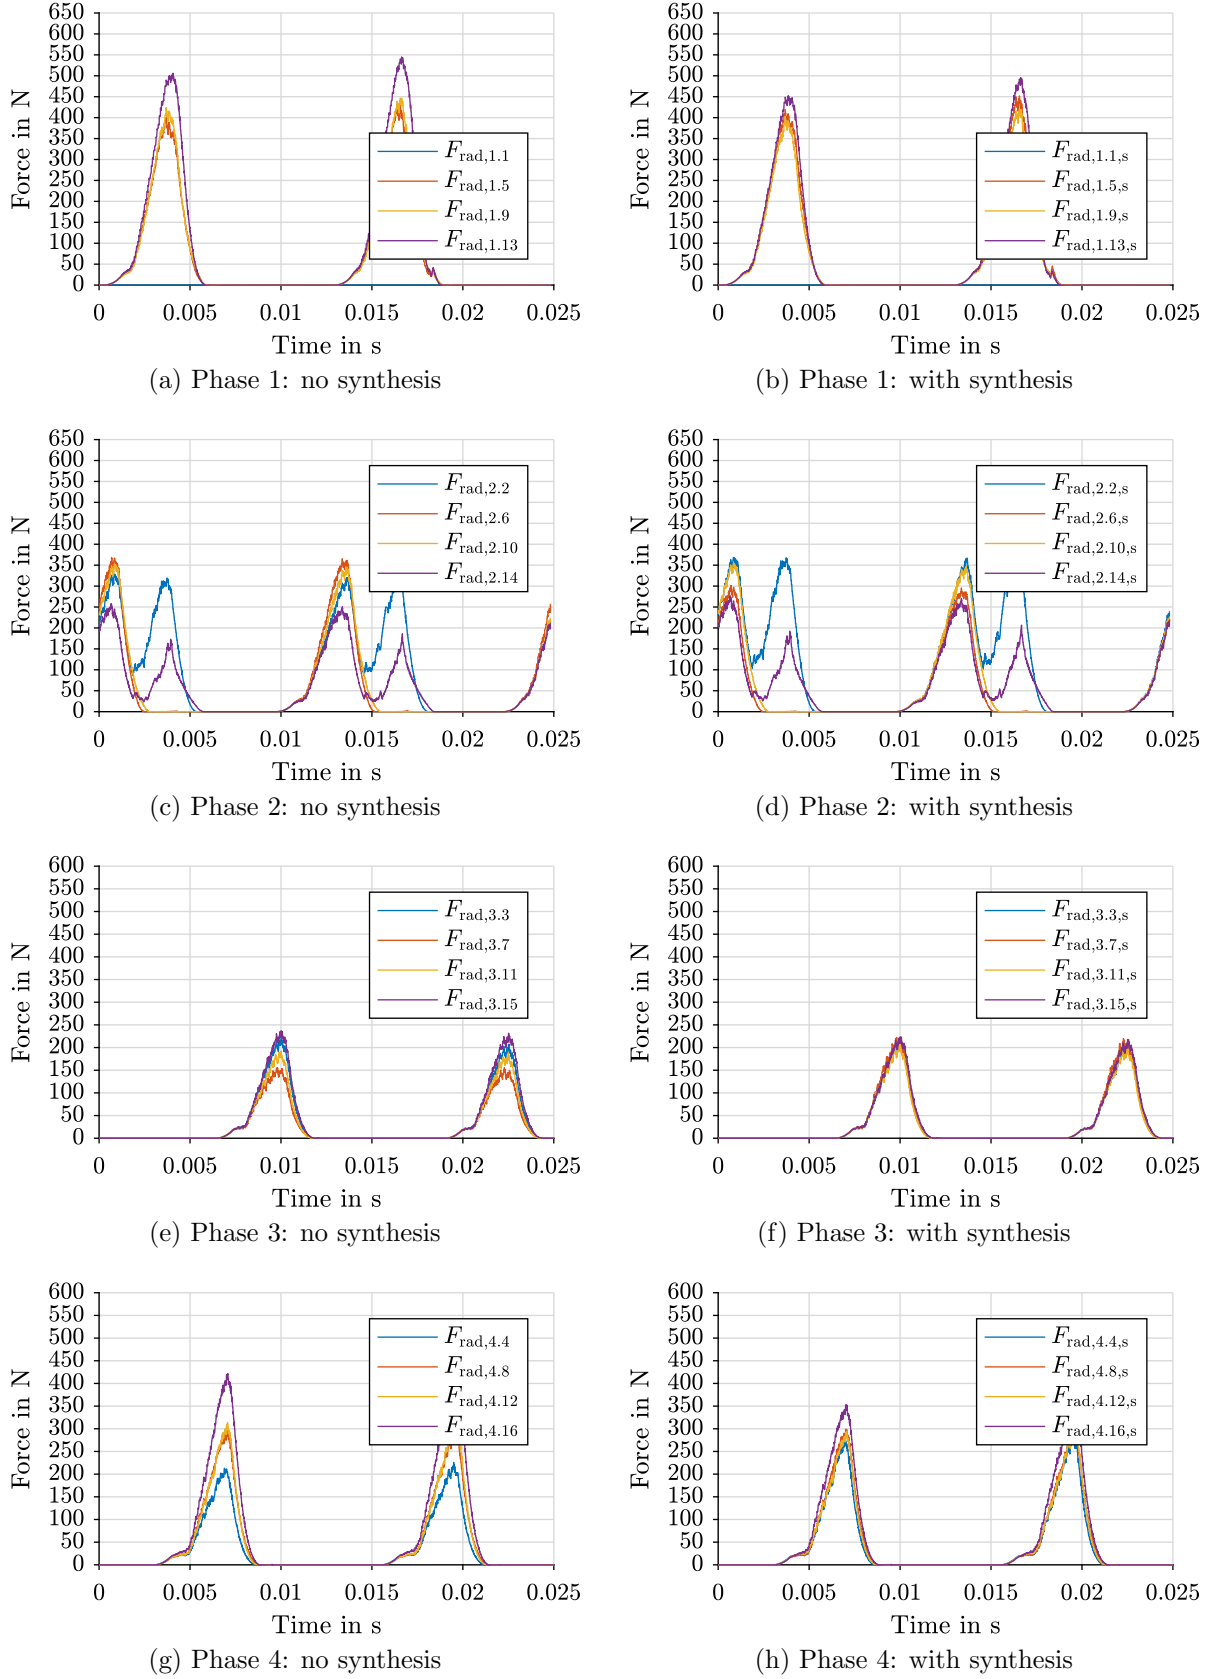 650
600
550
500
450
400
350
300
250
200
150
100
50
0
Force in N
F_rad,1.1
F_rad,1.5
F_rad,1.9
F_rad,1.13
0 0.005 0.01 0.015 0.02 0.025
Time in s
(a) Phase 1: no synthesis
650
600
550
500
450
400
350
300
250
200
150
100
50
0
Force in N
F_rad,1.1,s
F_rad,1.5,s
F_rad,1.9,s
F_rad,1.13,s
0 0.005 0.01 0.015 0.02 0.025
Time in s
(b) Phase 1: with synthesis
650
600
550
500
450
400
350
300
250
200
150
100
50
0
Force in N
F_rad,2.2
F_rad,2.6
F_rad,2.10
F_rad,2.14
0 0.005 0.01 0.015 0.02 0.025
Time in s
(c) Phase 2: no synthesis
650
600
550
500
450
400
350
300
250
200
150
100
50
0
Force in N
F_rad,2.2,s
F_rad,2.6,s
F_rad,2.10,s
F_rad,2.14,s
0 0.005 0.01 0.015 0.02 0.025
Time in s
(d) Phase 2: with synthesis
600
550
500
450
400
350
300
250
200
150
100
50
0
Force in N
F_rad,3.3
F_rad,3.7
F_rad,3.11
F_rad,3.15
0 0.005 0.01 0.015 0.02 0.025
Time in s
(e) Phase 3: no synthesis
600
550
500
450
400
350
300
250
200
150
100
50
0
Force in N
F_rad,3.3,s
F_rad,3.7,s
F_rad,3.11,s
F_rad,3.15,s
0 0.005 0.01 0.015 0.02 0.025
Time in s
(f) Phase 3: with synthesis
600
550
500
450
400
350
300
250
200
150
100
50
0
Force in N
F_rad,4.4
F_rad,4.8
F_rad,4.12
F_rad,4.16
0 0.005 0.01 0.015 0.02 0.025
Time in s
(g) Phase 4: no synthesis
600
550
500
450
400
350
300
250
200
150
100
50
0
Force in N
F_rad,4.4,s
F_rad,4.8,s
F_rad,4.12,s
F_rad,4.16,s
0 0.005 0.01 0.015 0.02 0.025
Time in s
(h) Phase 4: with synthesis